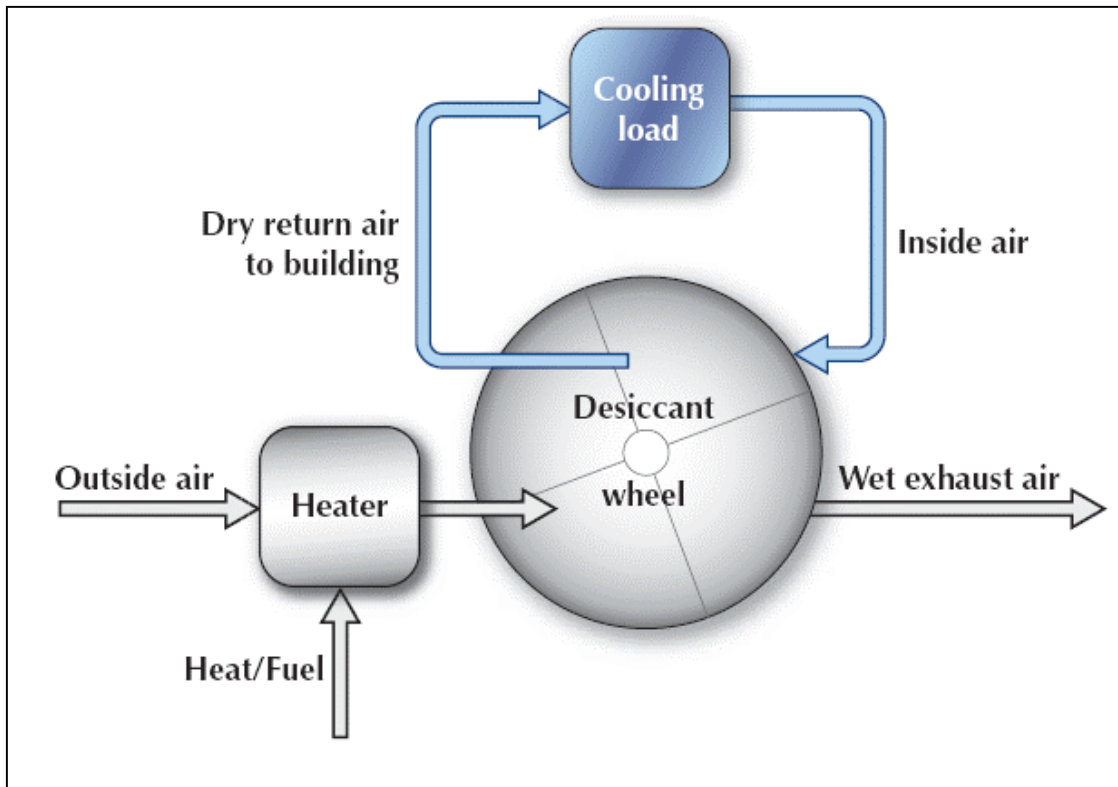 Cooling
load
Dry return air
to building
Inside air
Desiccant
wheel
Outside air
Heater
Wet exhaust air
Heat/Fuel